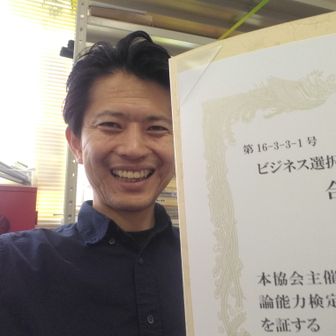 第16-3-3-1号
ビジネス選択
合
本協会主催
論能力検定
を証する